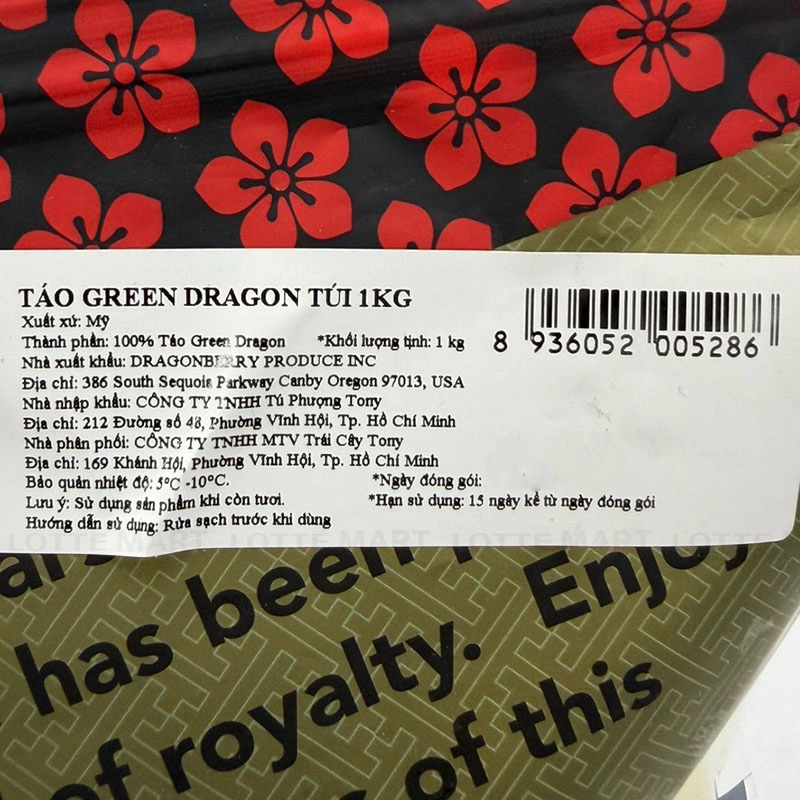 TÁO GREEN DRAGON TÚI 1KG
Xuất xứ: Mỹ
Thành phần: 100% Táo Green Dragon *Khối lượng tịnh: 1 kg
Nhà xuất khẩu: DRAGONBERRY PRODUCE INC
Địa chỉ: 386 South Sequoia Parkway Canby Oregon 97013, USA
Nhà nhập khẩu: CÔNG TY TNHH Tú Phượng Tony
Địa chỉ: 212 Đường số 48, Phường Vĩnh Hội, Tp. Hồ Chí Minh
Nhà phân phối: CÔNG TY TNHH MTV Trái Cây Tony
Địa chỉ: 169 Khánh Hội, Phường Vĩnh Hội, Tp. Hồ Chí Minh
Bảo quản nhiệt độ: 5°C -10°C. *Ngày đóng gói:
Lưu ý: Sử dụng sản phẩm khi còn tươi. *Hạn sử dụng: 15 ngày kể từ ngày đóng gói
Hướng dẫn sử dụng: Rửa sạch trước khi dùng
8 936052 005286
LOTTE MART LOTTE MART LOTTE MART
has been
Enjoy
of royalty.
of this